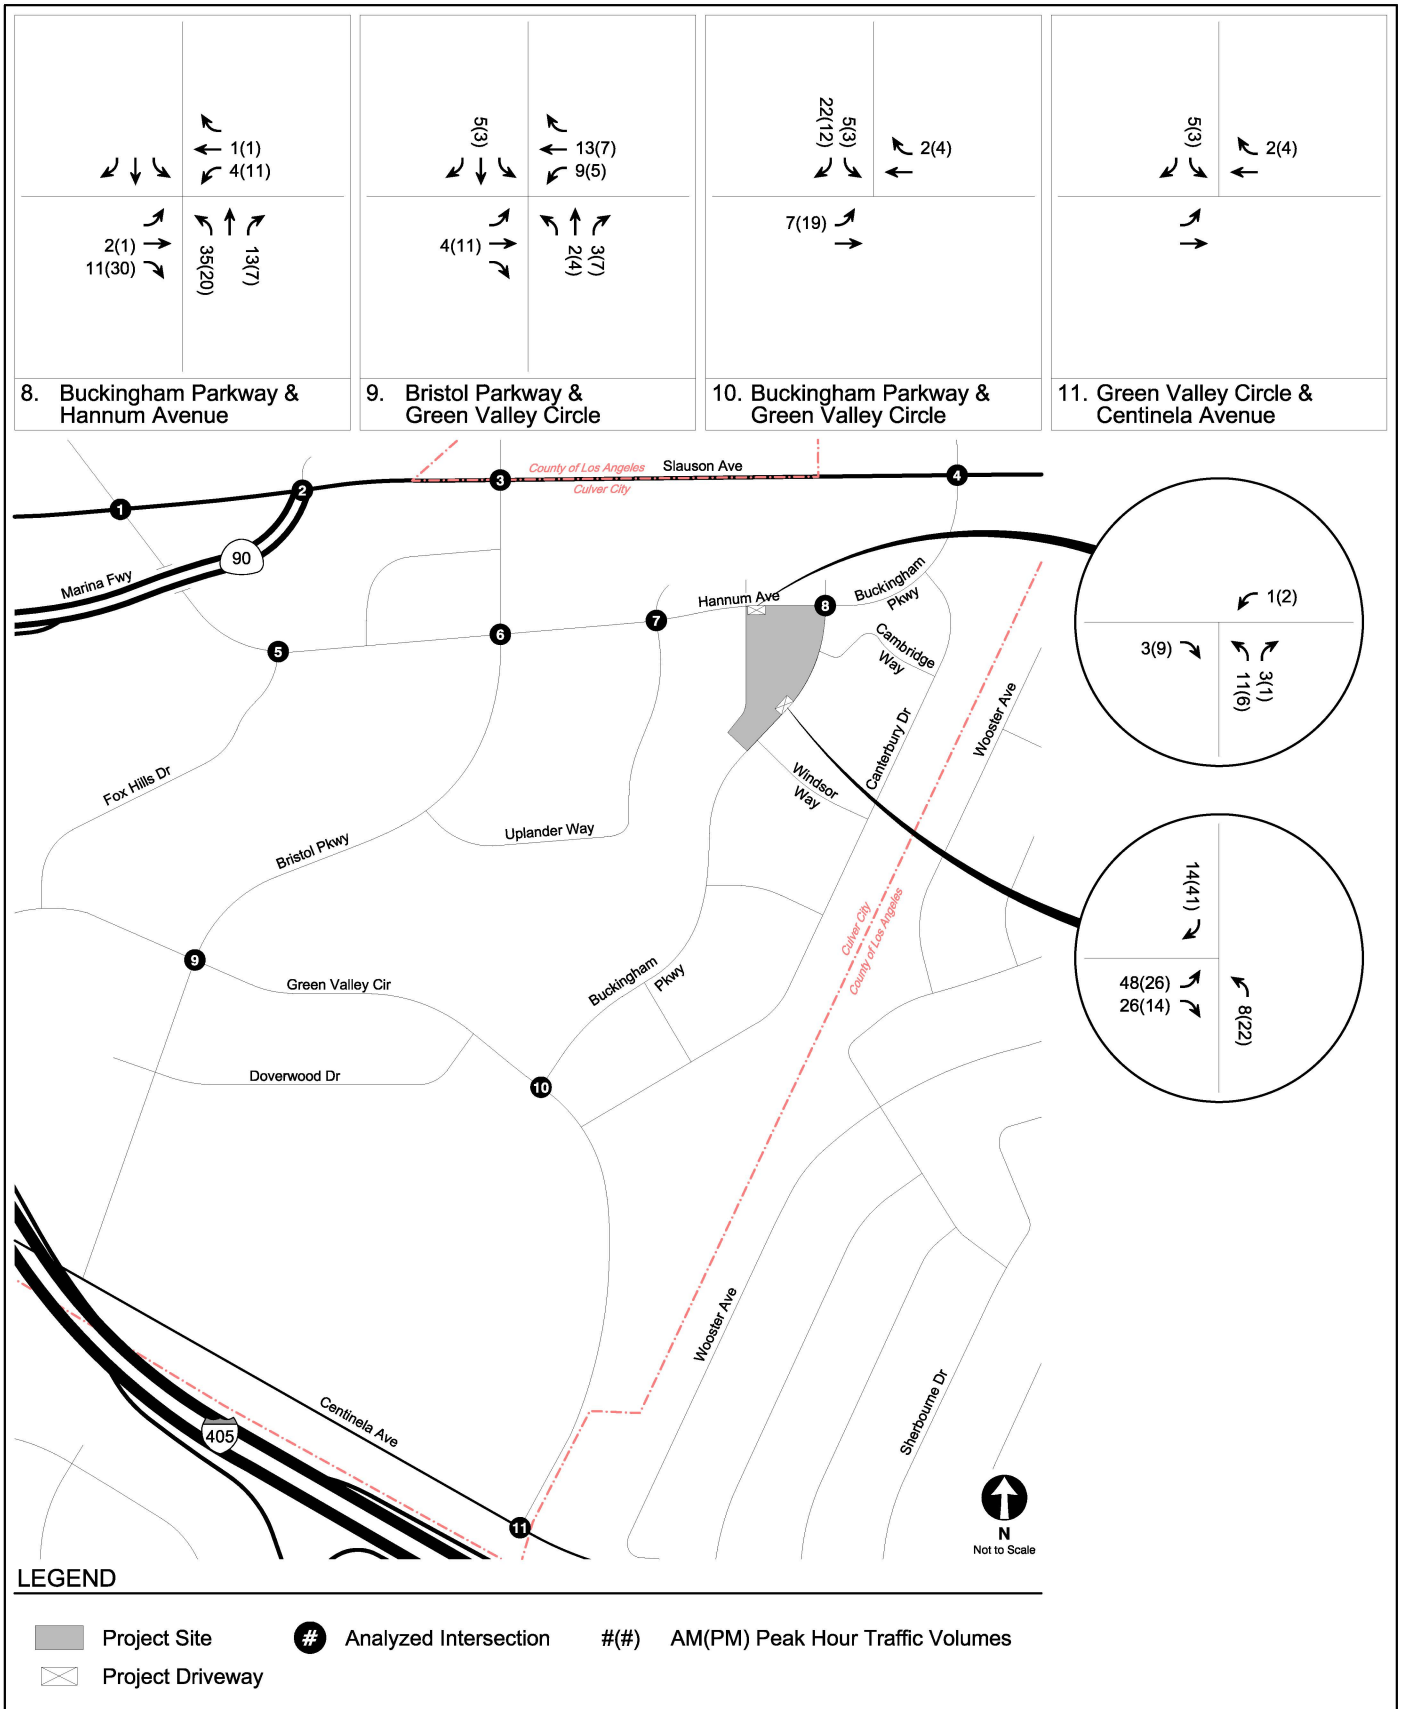 1(1)
4(11)
2(1)
11(30)
35(20)
13(7)
8. Buckingham Parkway &
Hannum Avenue
5(3)
13(7)
9(5)
4(11)
2(4)
3(7)
9. Bristol Parkway &
Green Valley Circle
22(12)
5(3)
2(4)
7(19)
10. Buckingham Parkway &
Green Valley Circle
5(3)
2(4)
11. Green Valley Circle &
Centinela Avenue
County of Los Angeles
Slauson Ave
Culver City
1
2
3
4
90
Marina Fwy
Hannum Ave
Buckingham
Pkwy
5
6
7
8
Cambridge
Way
1(2)
3(9)
11(6)
3(1)
Fox Hills Dr
Bristol Pkwy
Uplander Way
Windsor
Way
Canterbury Dr
Wooster Ave
Culver City
County of Los Angeles
14(41)
48(26)
26(14)
8(22)
9
Green Valley Cir
Buckingham
Pkwy
Doverwood Dr
10
Wooster Ave
Sherbourne Dr
Centinela Ave
405
11
N
Not to Scale
LEGEND
Project Site
# Analyzed Intersection
#(#) AM(PM) Peak Hour Traffic Volumes
Project Driveway